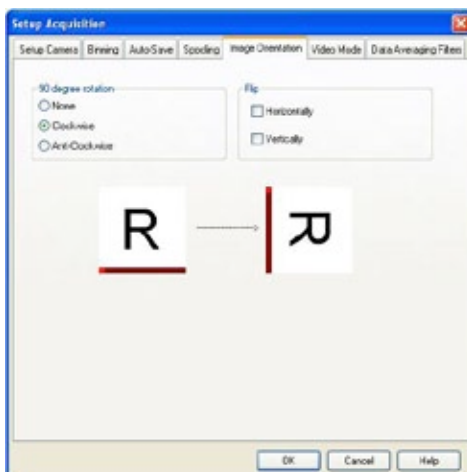 Setup Acquisition
Setup Camera Binning Auto-Save Spooling Image Orientation Video Mode Data Averaging Filters
90 degree rotation
None
Clockwise
Anti-Clockwise
Flip
Horizontally
Vertically
R
R
OK Cancel Help